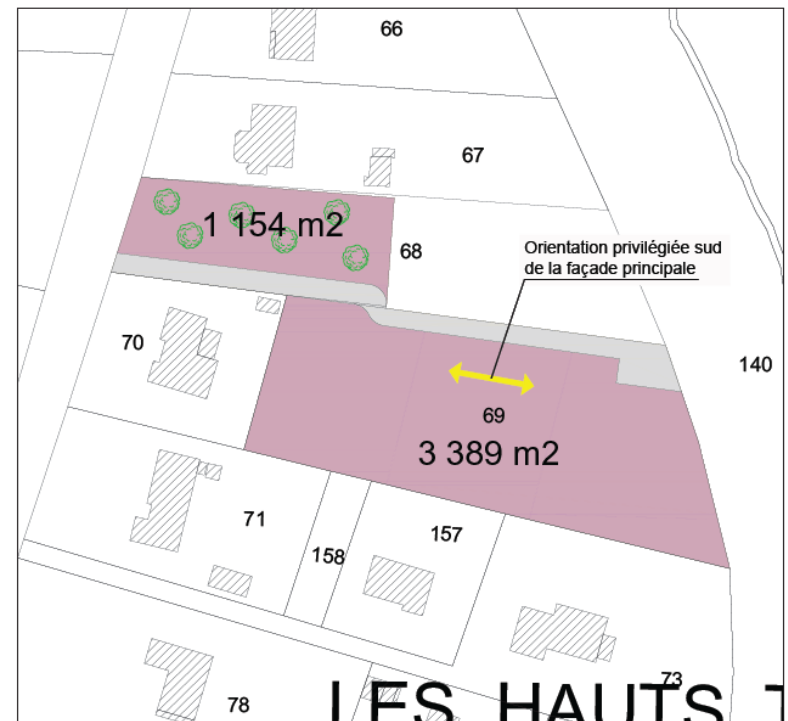 66
67
1 154 m2
68
Orientation privilégiée sud
de la façade principale
70
140
69
3 389 m2
71
157
158
73
78
LES HAUTS T